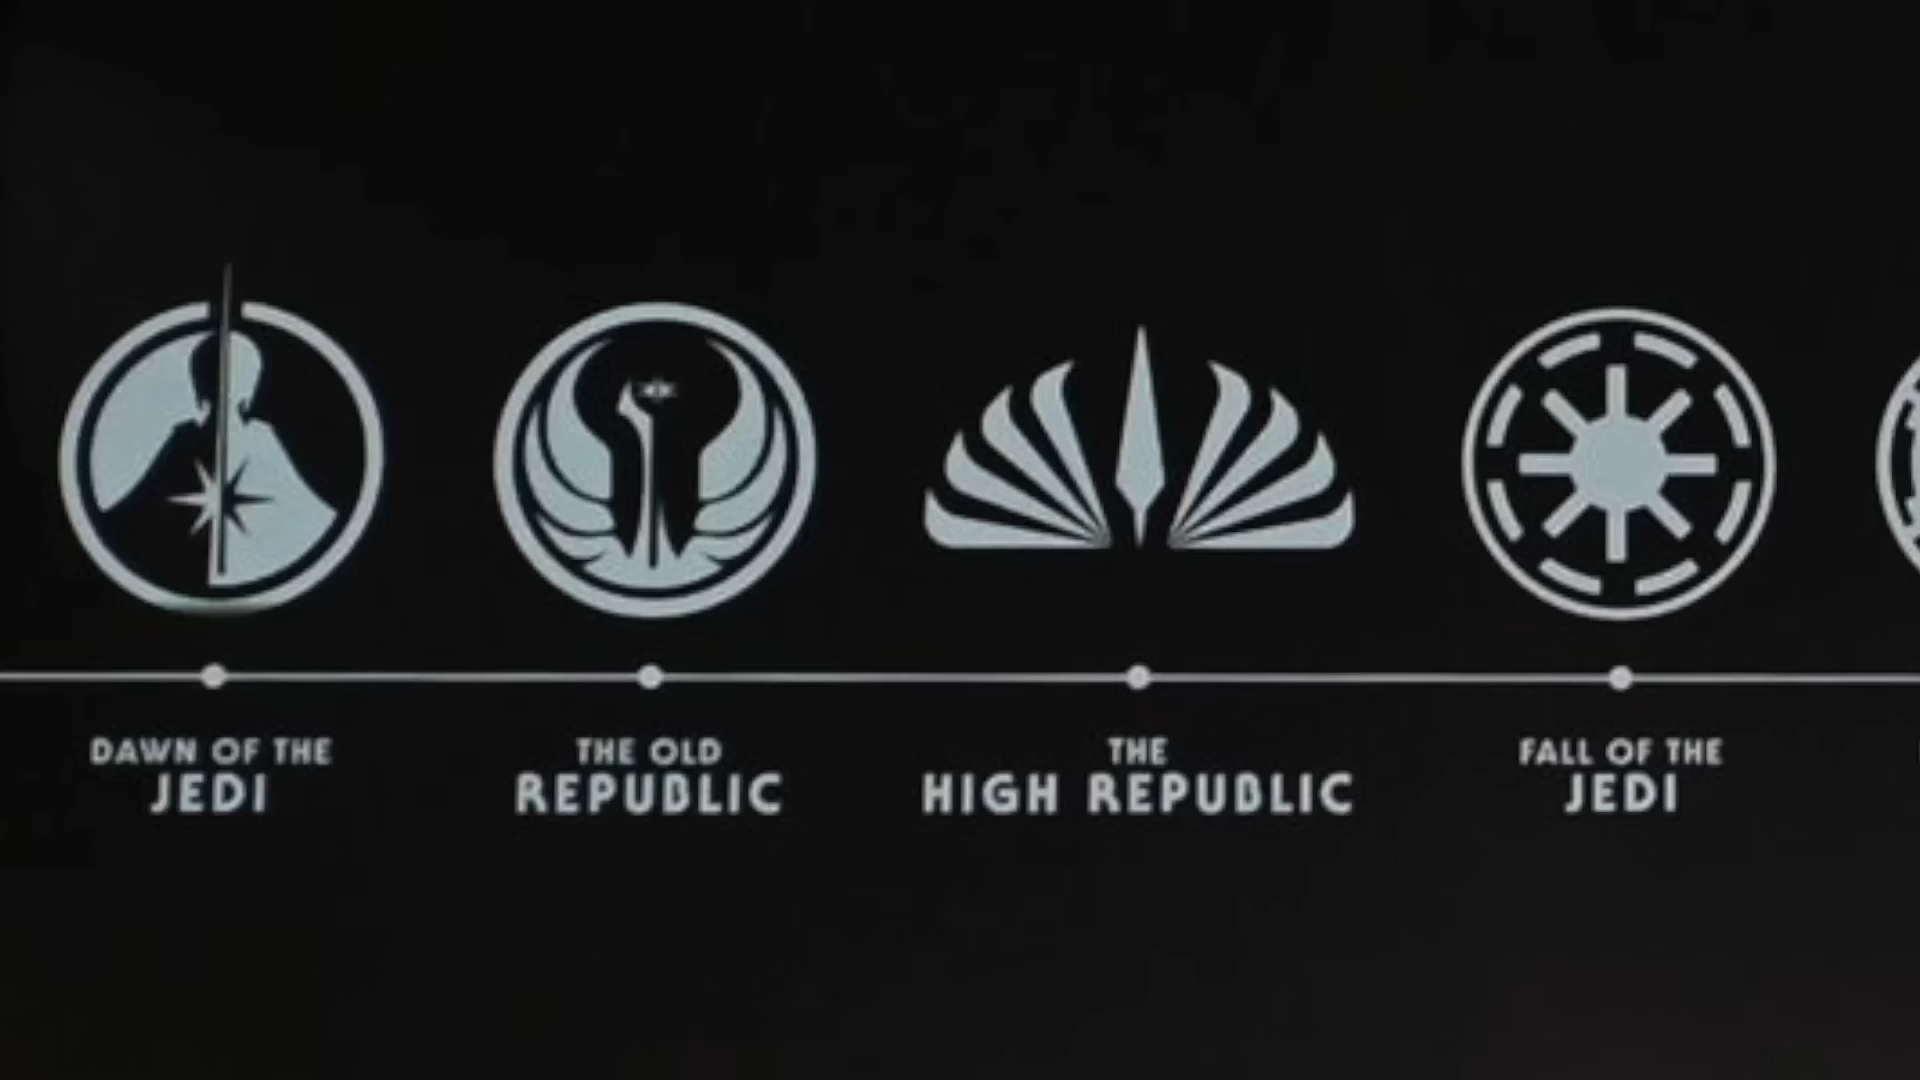 DAWN OF THE
JEDI
THE OLD
REPUBLIC
THE
HIGH REPUBLIC
FALL OF THE
JEDI